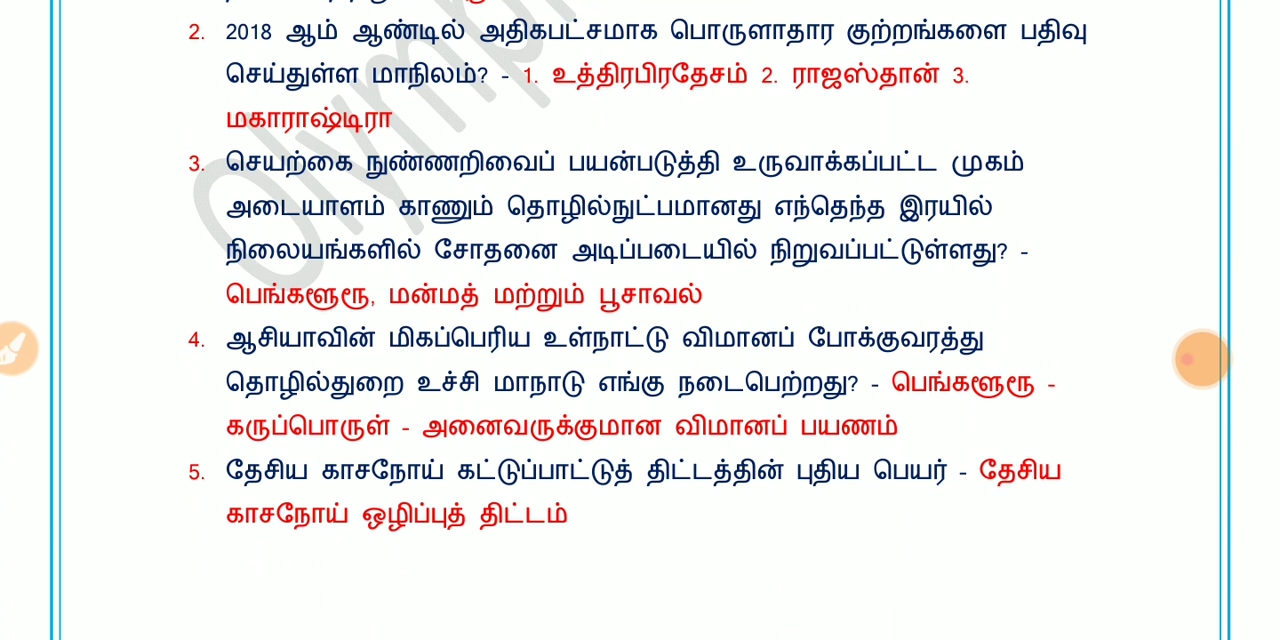 2. 2018 ஆம் ஆண்டில் அதிகபட்சமாக பொருளாதார குற்றங்களை பதிவு
செய்துள்ள மாநிலம்? - 1. உத்திரபிரதேசம் 2. ராஜஸ்தான் 3.
மகாராஷ்டிரா
3. செயற்கை நுண்ணறிவைப் பயன்படுத்தி உருவாக்கப்பட்ட முகம்
அடையாளம் காணும் தொழில்நுட்பமானது எந்தெந்த இரயில்
நிலையங்களில் சோதனை அடிப்படையில் நிறுவப்பட்டுள்ளது? -
பெங்களூரூ, மன்மத் மற்றும் பூசாவல்
4. ஆசியாவின் மிகப்பெரிய உள்நாட்டு விமானப் போக்குவரத்து
தொழில்துறை உச்சி மாநாடு எங்கு நடைபெற்றது? - பெங்களூரூ -
கருப்பொருள் - அனைவருக்குமான விமானப் பயணம்
5. தேசிய காசநோய் கட்டுப்பாட்டுத் திட்டத்தின் புதிய பெயர் - தேசிய
காசநோய் ஒழிப்புத் திட்டம்